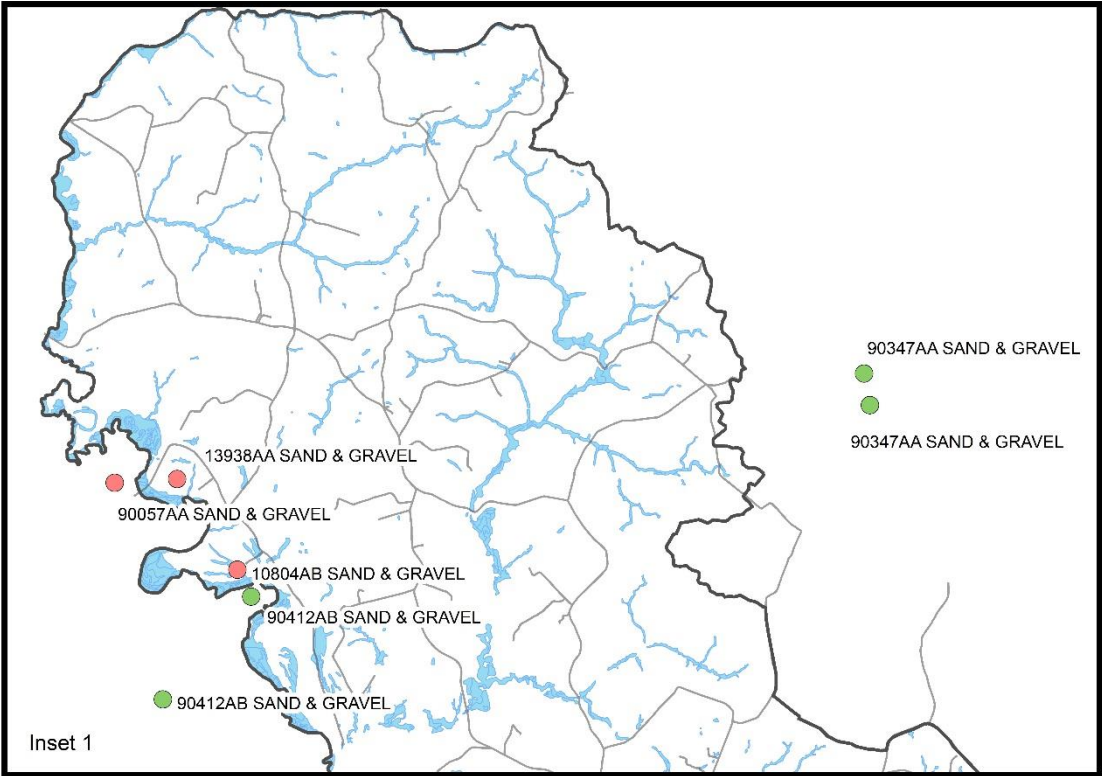 90347AA SAND & GRAVEL
90347AA SAND & GRAVEL
13938AA SAND & GRAVEL
90057AA SAND & GRAVEL
10804AB SAND & GRAVEL
90412AB SAND & GRAVEL
90412AB SAND & GRAVEL
Inset 1